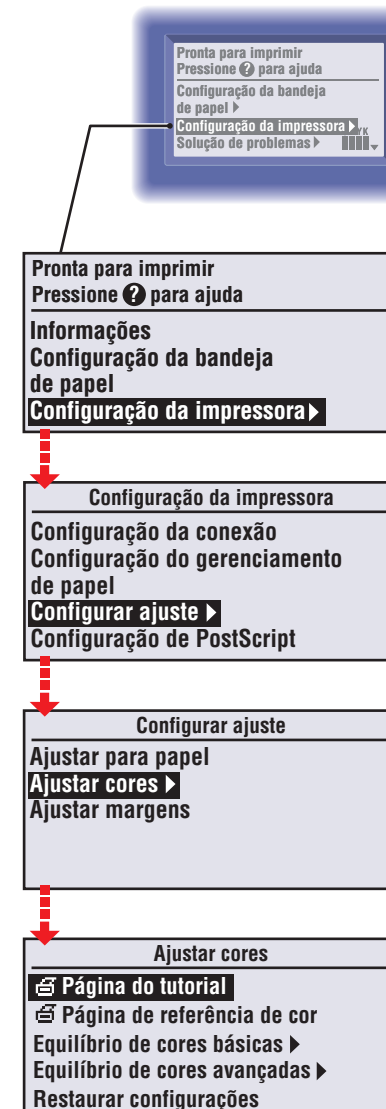 Pronta para imprimir
Pressione ? para ajuda
Configuração da bandeja
de papel
Configuração da impressora
YK
Solução de problemas
Pronta para imprimir
Pressione ? para ajuda
Informações
Configuração da bandeja
de papel
Configuração da impressora
Configuração da impressora
Configuração da conexão
Configuração do gerenciamento
de papel
Configurar ajuste
Configuração de PostScript
Configurar ajuste
Ajustar para papel
Ajustar cores
Ajustar margens
Ajustar cores
Página do tutorial
Página de referência de cor
Equilíbrio de cores básicas
Equilíbrio de cores avançadas
Restaurar configurações